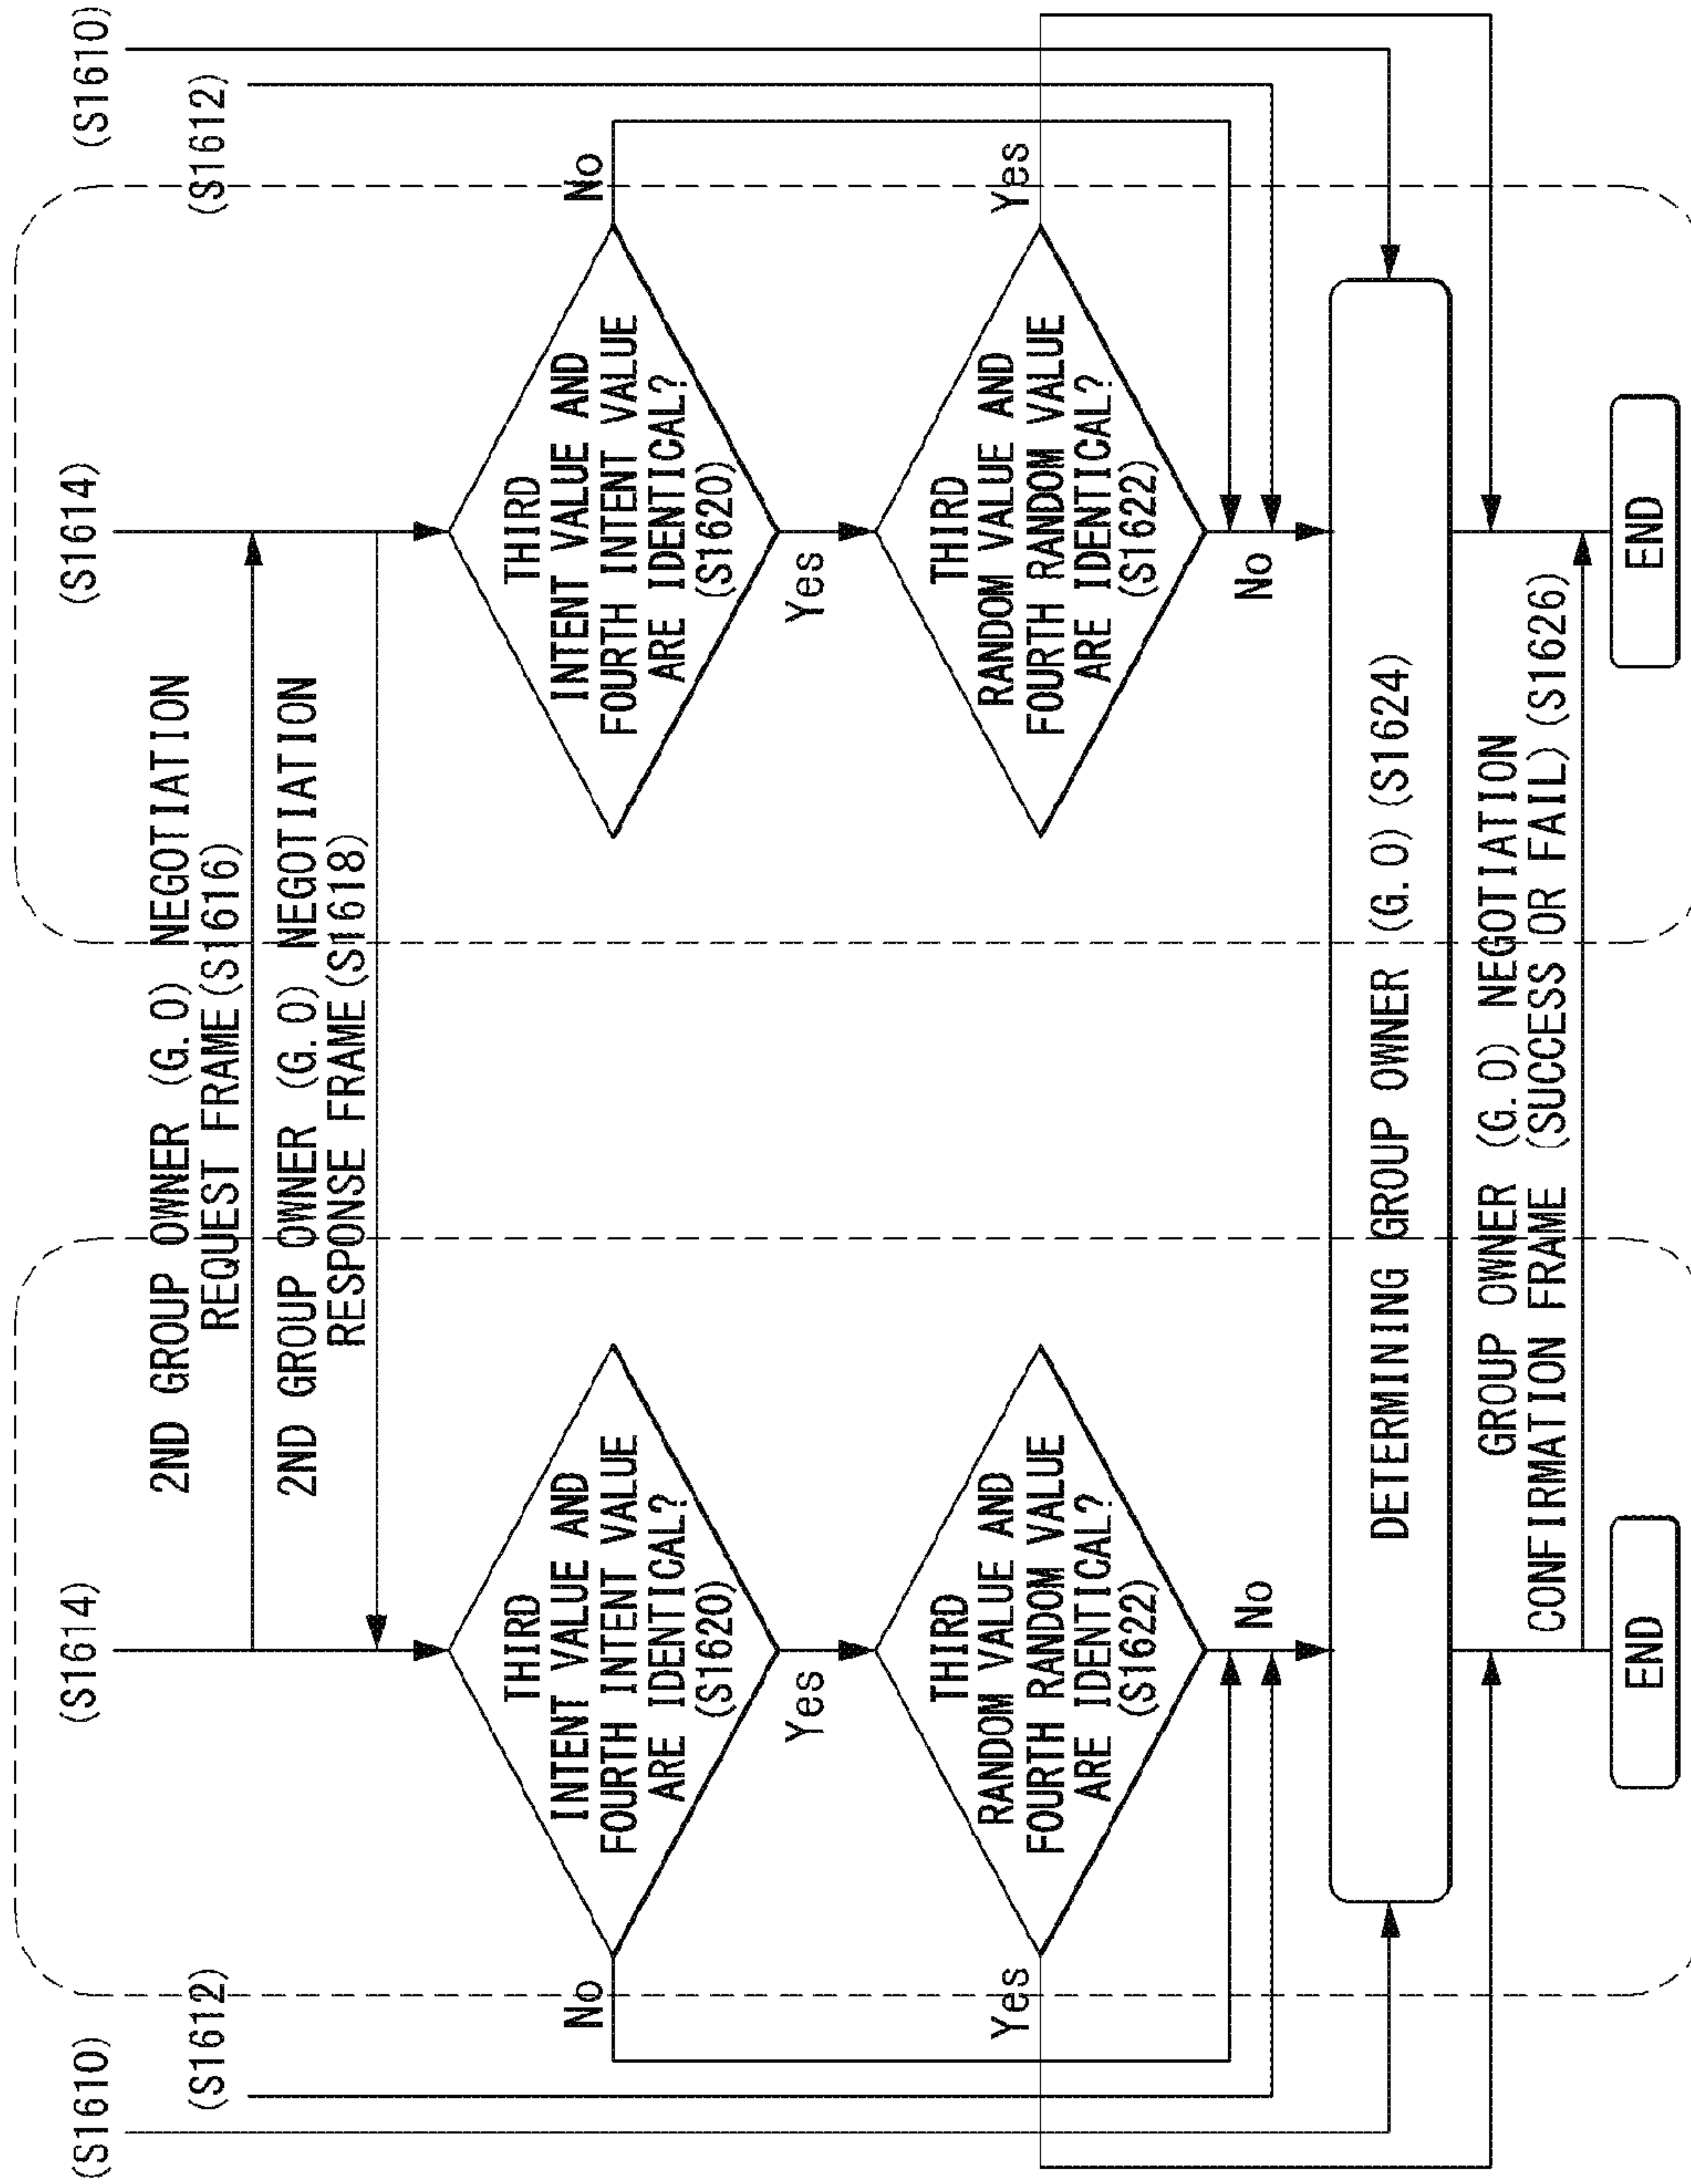 (S1610)
(S1612)
(S1614)
2ND GROUP OWNER (G.O) NEGOTIATION
REQUEST FRAME(S1616)
2ND GROUP OWNER (G.O) NEGOTIATION
RESPONSE FRAME(S1618)
(S1614)
(S1612)
(S1610)
THIRD
INTENT VALUE AND
FOURTH INTENT VALUE
ARE IDENTICAL?
(S1620)
No
Yes
THIRD
INTENT VALUE AND
FOURTH INTENT VALUE
ARE IDENTICAL?
(S1620)
No
Yes
THIRD
RANDOM VALUE AND
FOURTH RANDOM VALUE
ARE IDENTICAL?
(S1622)
Yes
No
THIRD
RANDOM VALUE AND
FOURTH RANDOM VALUE
ARE IDENTICAL?
(S1622)
Yes
No
DETERMINING GROUP OWNER (G.O)(S1624)
GROUP OWNER (G.O) NEGOTIATION
CONFIRMATION FRAME (SUCCESS OR FAIL)(S1626)
END
END